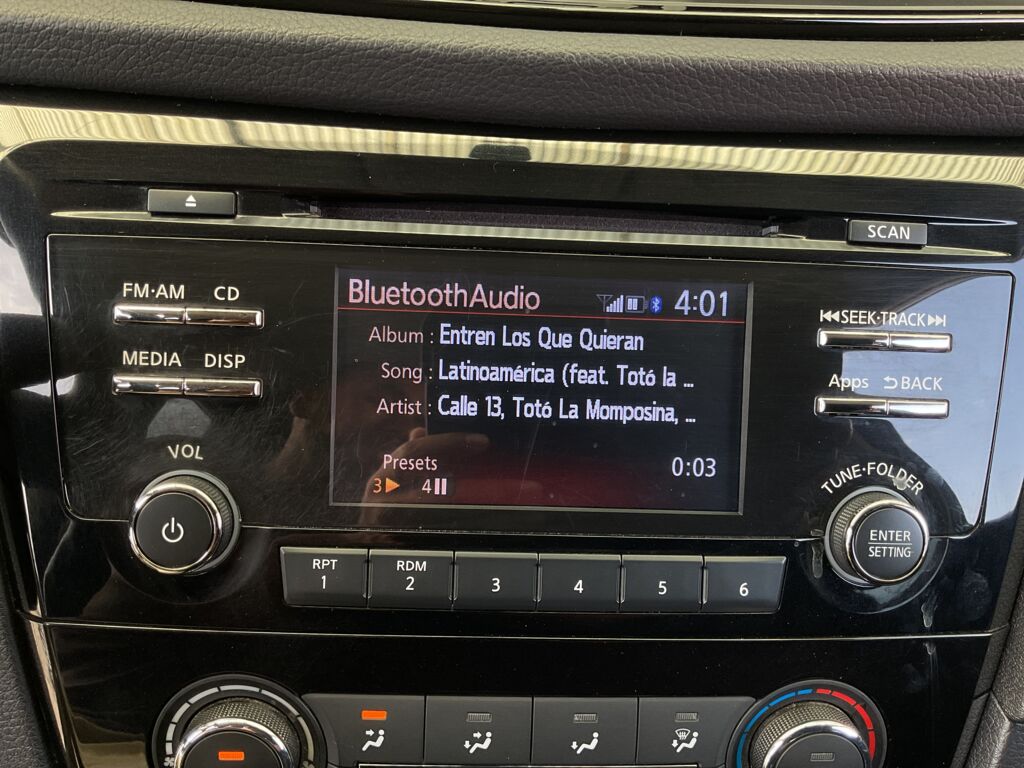 SCAN
FM·AM CD
MEDIA DISP
VOL
BluetoothAudio 4:01
Album : Entren Los Que Quieran
Song : Latinoamérica (feat. Totó la ...
Artist : Calle 13, Totó La Momposina, ...
Presets 0:03
3 4
SEEK·TRACK
Apps BACK
TUNE·FOLDER
ENTER
SETTING
RPT RDM
1 2 3 4 5 6